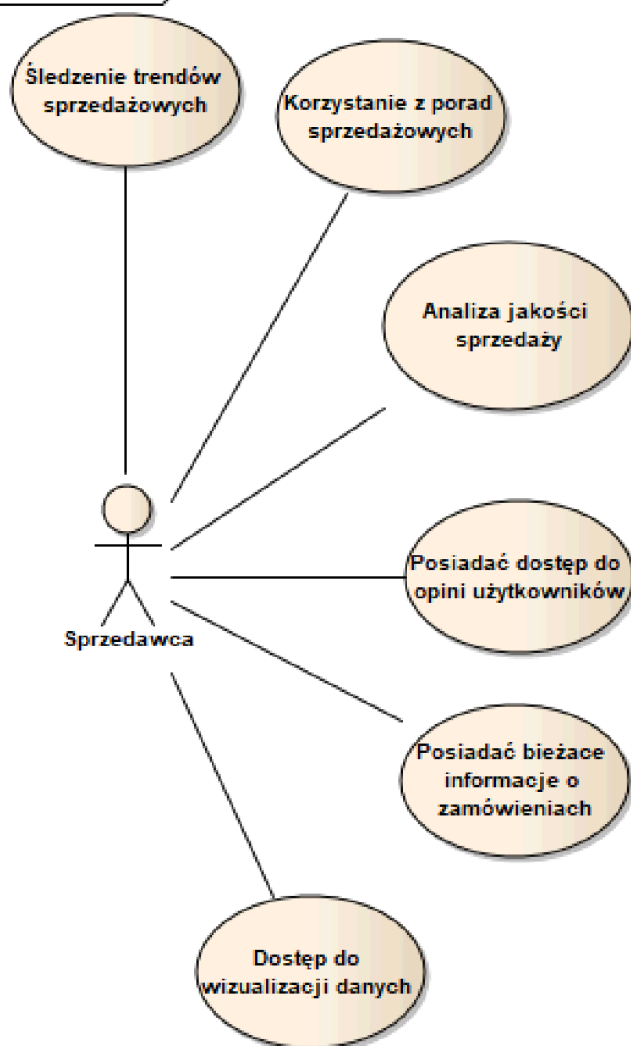 Śledzenie trendów
sprzedażowych
Korzystanie z porad
sprzedażowych
Analiza jakości
sprzedaży
Posiadać dostęp do
opini użytkowników
Sprzedawca
Posiadać bieżace
informacje o
zamówieniach
Dostęp do
wizualizacji danych